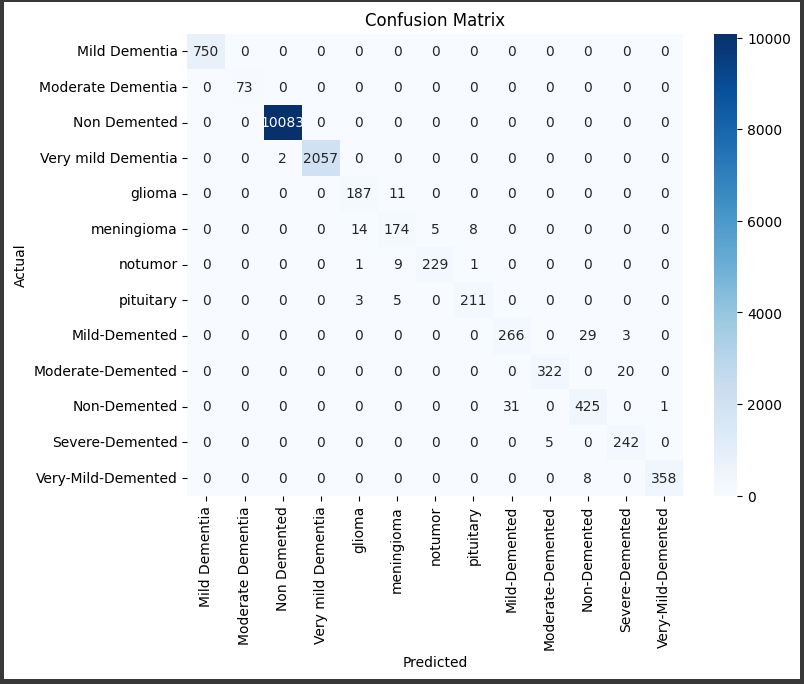 Confusion Matrix
Mild Dementia 750 0 0 0 0 0 0 0 0 0 0 0 0
Moderate Dementia 0 73 0 0 0 0 0 0 0 0 0 0 0
Non Demented 0 0 10083 0 0 0 0 0 0 0 0 0 0
Very mild Dementia 0 0 2 2057 0 0 0 0 0 0 0 0 0
glioma 0 0 0 0 187 11 0 0 0 0 0 0 0
meningioma 0 0 0 0 14 174 5 8 0 0 0 0 0
notumor 0 0 0 0 1 9 229 1 0 0 0 0 0
pituitary 0 0 0 0 3 5 0 211 0 0 0 0 0
Mild-Demented 0 0 0 0 0 0 0 0 266 0 29 3 0
Moderate-Demented 0 0 0 0 0 0 0 0 0 322 0 20 0
Non-Demented 0 0 0 0 0 0 0 0 31 0 425 0 1
Severe-Demented 0 0 0 0 0 0 0 0 0 5 0 242 0
Very-Mild-Demented 0 0 0 0 0 0 0 0 0 0 8 0 358
Actual
Mild Dementia
Moderate Dementia
Non Demented
Very mild Dementia
glioma
meningioma
notumor
pituitary
Mild-Demented
Moderate-Demented
Non-Demented
Severe-Demented
Very-Mild-Demented
Predicted
10000
8000
6000
4000
2000
0